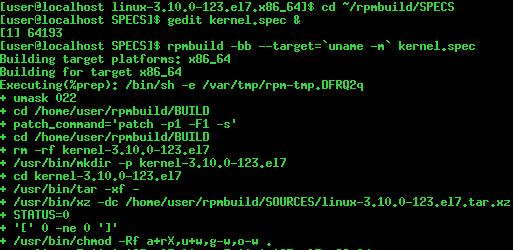 [user@localhost linux-3.10.0-123.el7.x86_64]$ cd ~/rpmbuild/SPECS
[user@localhost SPECS]$ gedit kernel.spec &
[1] 64193
[user@localhost SPECS]$ rpmbuild -bb --target=`uname -m` kernel.spec
Building target platforms: x86_64
Building for target x86_64
Executing(%prep): /bin/sh -e /var/tmp/rpm-tmp.DFRQ2q
+ umask 022
+ cd /home/user/rpmbuild/BUILD
+ patch_command='patch -p1 -F1 -s'
+ cd /home/user/rpmbuild/BUILD
+ rm -rf kernel-3.10.0-123.el7
+ /usr/bin/mkdir -p kernel-3.10.0-123.el7
+ cd kernel-3.10.0-123.el7
+ /usr/bin/tar -xf -
+ /usr/bin/xz -dc /home/user/rpmbuild/SOURCES/linux-3.10.0-123.el7.tar.xz
+ STATUS=0
+ '[' 0 -ne 0 ']'
+ /usr/bin/chmod -Rf a+rX,u+w,g-w,o-w .